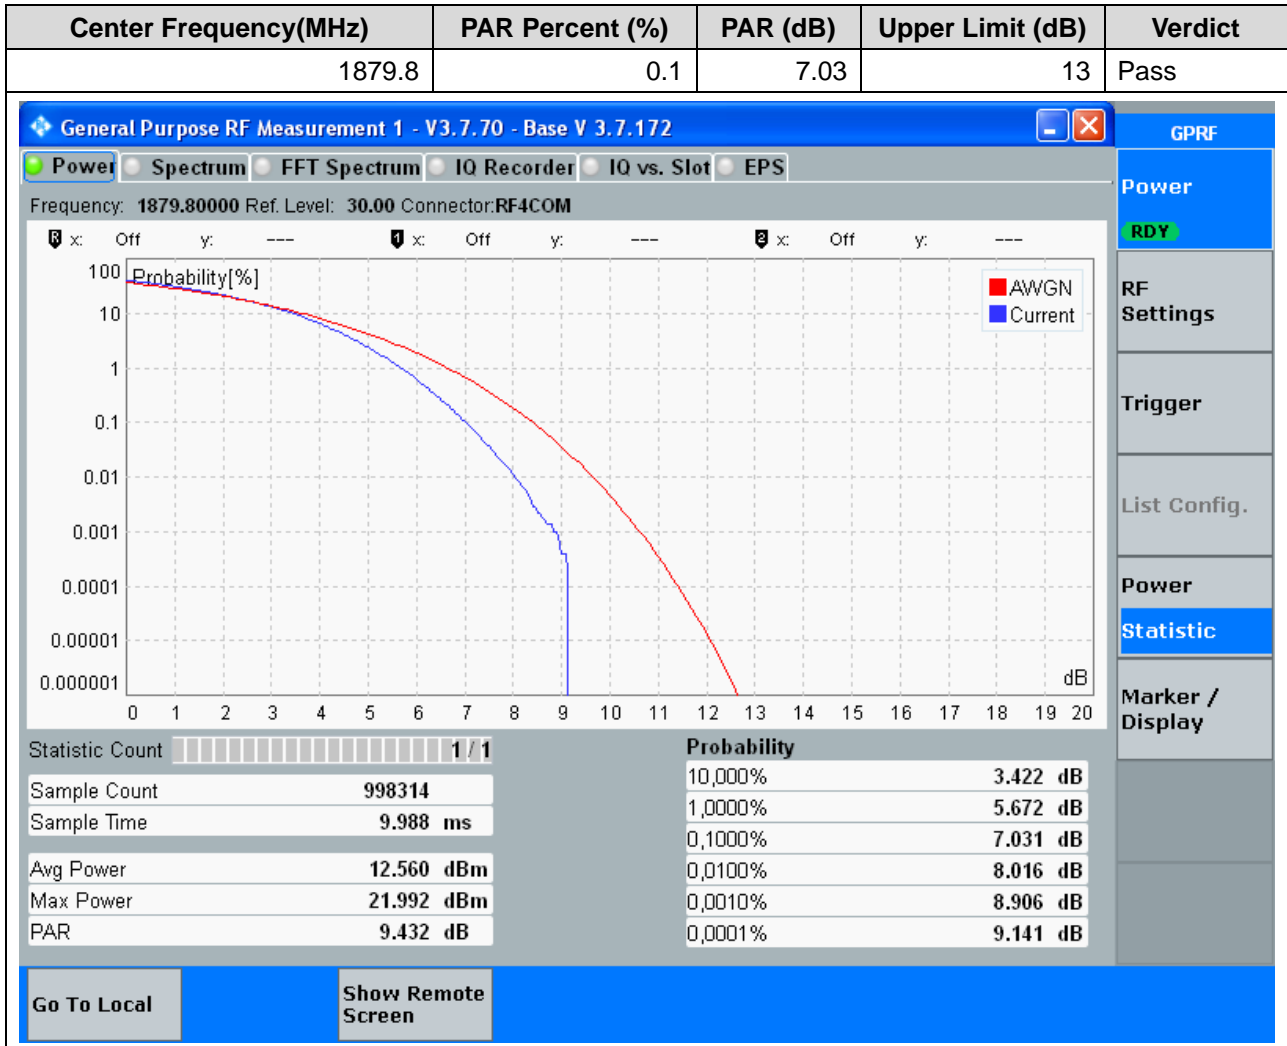 Center Frequency(MHz) PAR Percent (%) PAR (dB) Upper Limit (dB) Verdict
1879.8 0.1 7.03 13 Pass
General Purpose RF Measurement 1 - V3.7.70 - Base V 3.7.172
GPRF
Power Spectrum FFT Spectrum IQ Recorder IQ vs. Slot EPS
Frequency: 1879.80000 Ref. Level: 30.00 Connector:RF4COM
R x: Off y: --- 1 x: Off y: --- 2 x: Off y: ---
Probability[%]
AWGN
Current
100
10
1
0.1
0.01
0.001
0.0001
0.00001
0.000001
dB
0 1 2 3 4 5 6 7 8 9 10 11 12 13 14 15 16 17 18 19 20
Statistic Count 1 / 1
Sample Count 998314
Sample Time 9.988 ms
Avg Power 12.560 dBm
Max Power 21.992 dBm
PAR 9.432 dB
Probability
10,000% 3.422 dB
1,0000% 5.672 dB
0,1000% 7.031 dB
0,0100% 8.016 dB
0,0010% 8.906 dB
0,0001% 9.141 dB
Power
RDY
RF
Settings
Trigger
List Config.
Power
Statistic
Marker /
Display
Go To Local
Show Remote
Screen